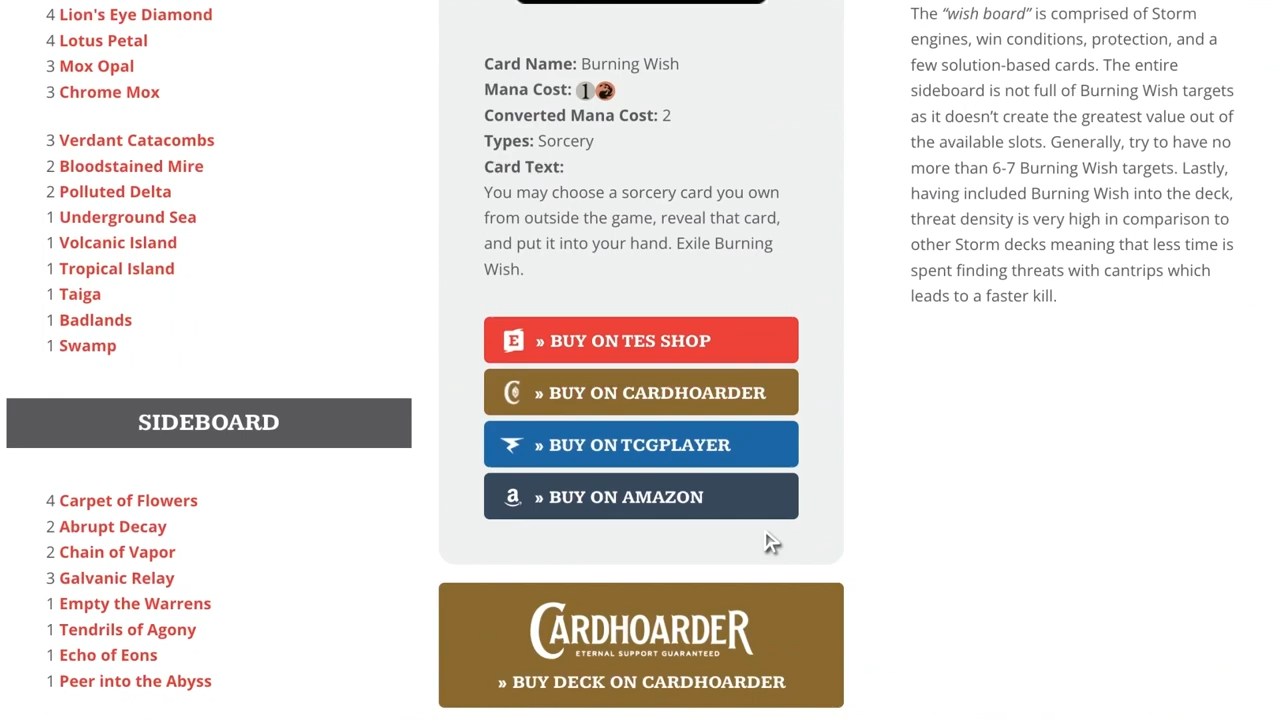 4 Lion's Eye Diamond
4 Lotus Petal
3 Mox Opal
3 Chrome Mox
3 Verdant Catacombs
2 Bloodstained Mire
2 Polluted Delta
1 Underground Sea
1 Volcanic Island
1 Tropical Island
1 Taiga
1 Badlands
1 Swamp
SIDEBOARD
4 Carpet of Flowers
2 Abrupt Decay
2 Chain of Vapor
3 Galvanic Relay
1 Empty the Warrens
1 Tendrils of Agony
1 Echo of Eons
1 Peer into the Abyss
Card Name: Burning Wish
Mana Cost: 1
Converted Mana Cost: 2
Types: Sorcery
Card Text:
You may choose a sorcery card you own
from outside the game, reveal that card,
and put it into your hand. Exile Burning
Wish.
E » BUY ON TES SHOP
» BUY ON CARDHOARDER
» BUY ON TCGPLAYER
a » BUY ON AMAZON
CARDHOARDER
ETERNAL SUPPORT GUARANTEED
» BUY DECK ON CARDHOARDER
The “wish board” is comprised of Storm
engines, win conditions, protection, and a
few solution-based cards. The entire
sideboard is not full of Burning Wish targets
as it doesn’t create the greatest value out of
the available slots. Generally, try to have no
more than 6-7 Burning Wish targets. Lastly,
having included Burning Wish into the deck,
threat density is very high in comparison to
other Storm decks meaning that less time is
spent finding threats with cantrips which
leads to a faster kill.